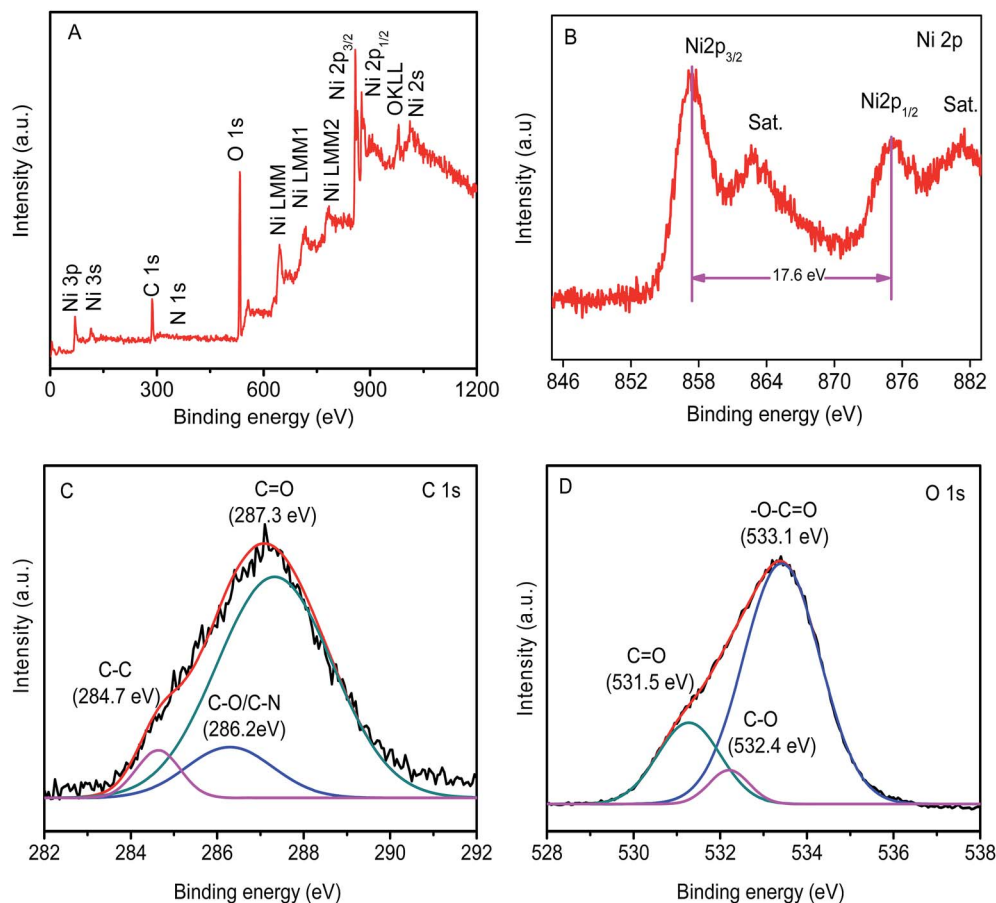 A
Intensity (a.u.)
Ni 3p
Ni 3s
C 1s
N 1s
O 1s
Ni LMM
Ni LMM1
Ni LMM2
Ni 2p3/2
Ni 2p1/2
OKLL
Ni 2s
0 300 600 900 1200
Binding energy (eV)
B
Ni 2p
Intensity (a.u)
Ni2p3/2
Sat.
Ni2p1/2
Sat.
17.6 eV
846 852 858 864 870 876 882
Binding energy (eV)
C
C 1s
Intensity (a.u.)
C=O
(287.3 eV)
C-C
(284.7 eV)
C-O/C-N
(286.2eV)
282 284 286 288 290 292
Binding energy (eV)
D
O 1s
Intensity (a.u.)
-O-C=O
(533.1 eV)
C=O
(531.5 eV)
C-O
(532.4 eV)
528 530 532 534 536 538
Binding energy (eV)